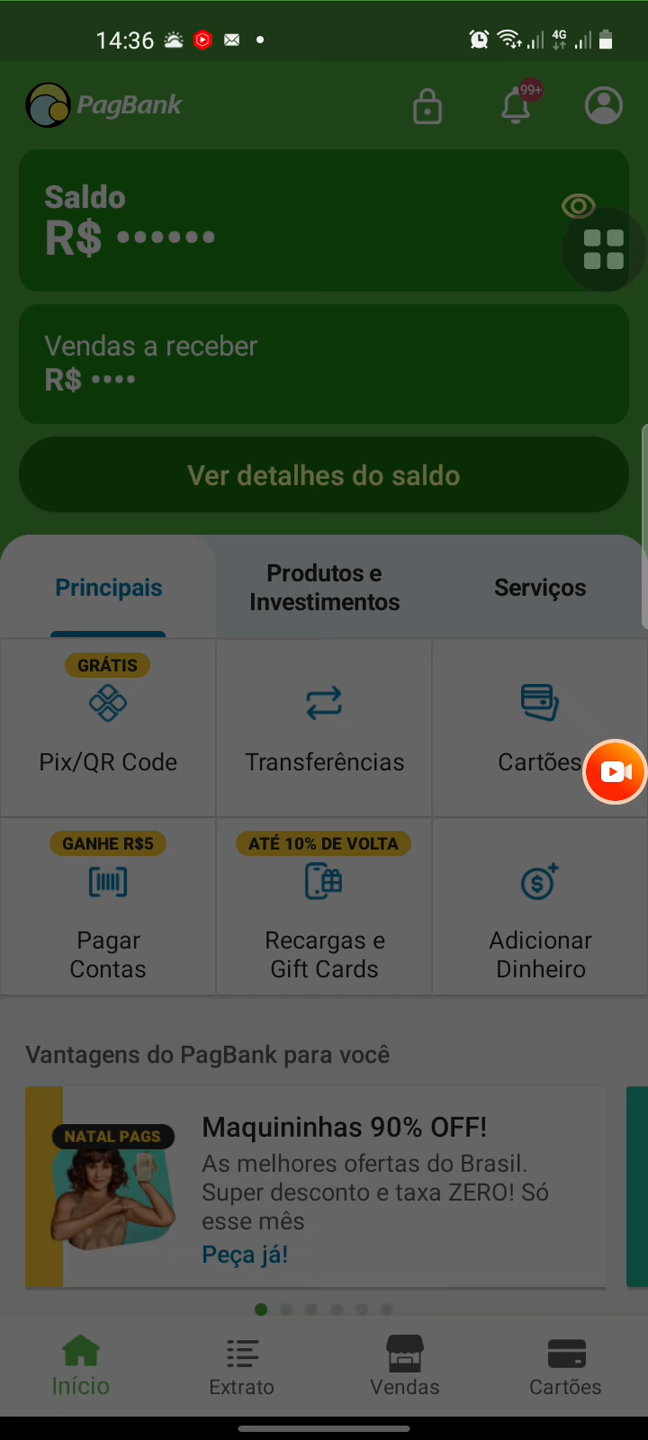 14:36
4G
PagBank
99+
Saldo
R$ ••••••
Vendas a receber
R$ ••••
Ver detalhes do saldo
Principais
Produtos e
Investimentos
Serviços
GRÁTIS
Pix/QR Code
Transferências
Cartões
GANHE R$5
Pagar
Contas
ATÉ 10% DE VOLTA
Recargas e
Gift Cards
Adicionar
Dinheiro
Vantagens do PagBank para você
NATAL PAGS
Maquininhas 90% OFF!
As melhores ofertas do Brasil.
Super desconto e taxa ZERO! Só
esse mês
Peça já!
Início
Extrato
Vendas
Cartões